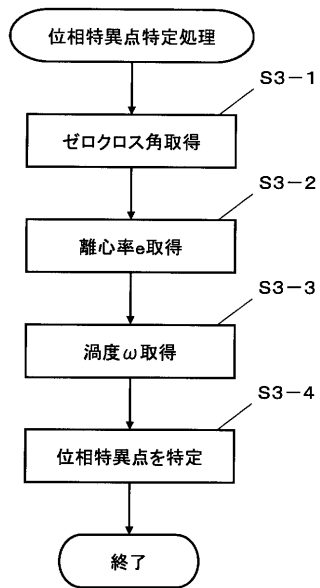 位相特異点特定処理
S3-1
ゼロクロス角取得
S3-2
離心率e取得
S3-3
渦度ω取得
S3-4
位相特異点を特定
終了